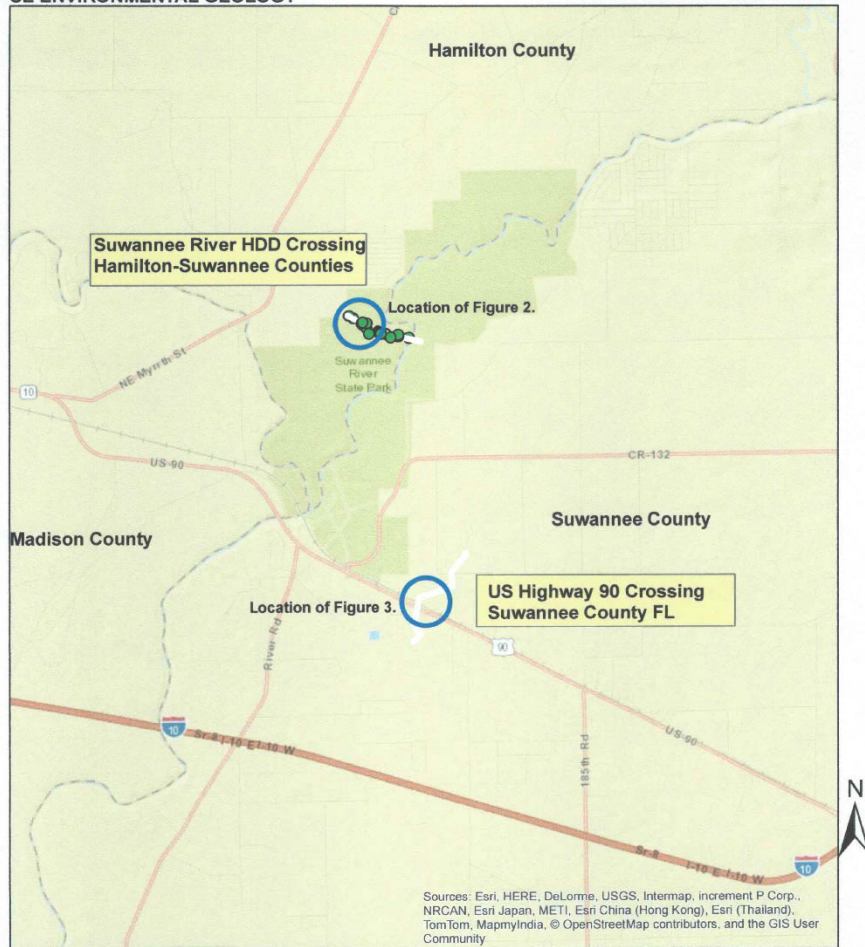 Hamilton County
Suwannee River HDD Crossing
Hamilton-Suwannee Counties
Location of Figure 2.
Suwannee
River
State Park
NE Myrrth St
10
US-90
CR-132
Madison County
Suwannee County
Location of Figure 3.
US Highway 90 Crossing
Suwannee County FL
River Rd
90
10
Sr 8 I-10 E I-10 W
185th Rd
US-90
N
Sr 8
I-10 E I-10 W
10
Sources: Esri, HERE, DeLorme, USGS, Intermap, increment P Corp.,
NRCAN, Esri Japan, METI, Esri China (Hong Kong), Esri (Thailand),
TomTom, MapmyIndia, © OpenStreetMap contributors, and the GIS User
Community